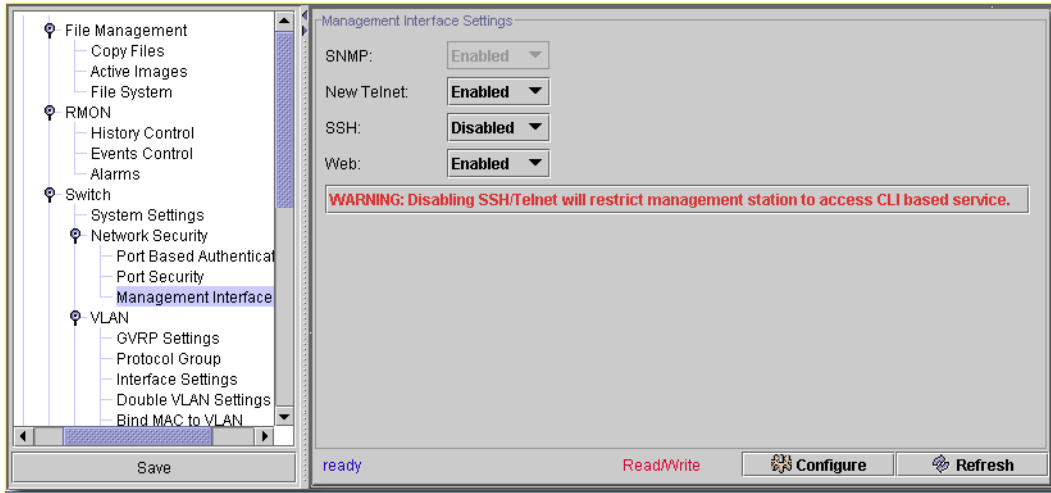 File Management
Copy Files
Active Images
File System
RMON
History Control
Events Control
Alarms
Switch
System Settings
Network Security
Port Based Authenticat
Port Security
Management Interface
VLAN
GVRP Settings
Protocol Group
Interface Settings
Double VLAN Settings
Bind MAC to VLAN
Save
Management Interface Settings
SNMP: Enabled
New Telnet: Enabled
SSH: Disabled
Web: Enabled
WARNING: Disabling SSH/Telnet will restrict management station to access CLI based service.
ready Read/Write Configure Refresh